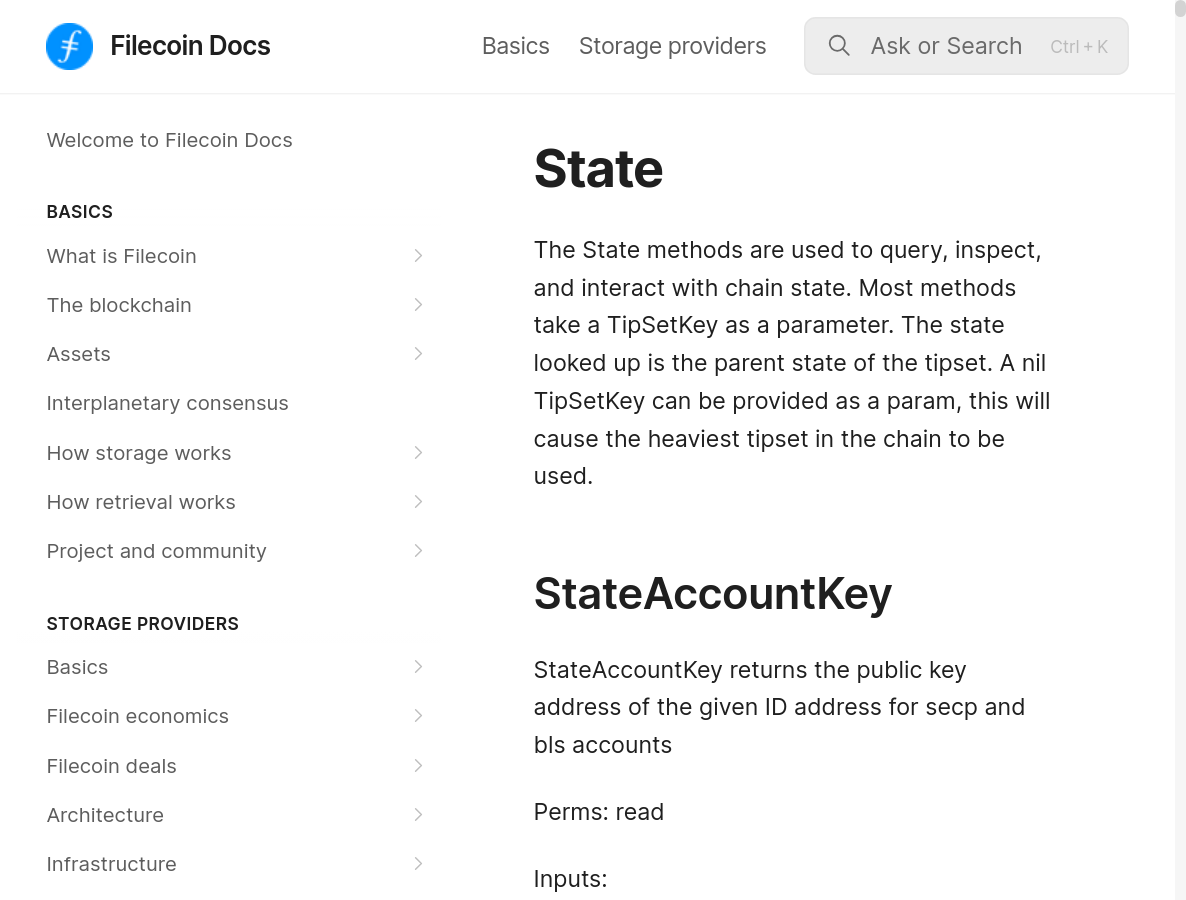 Filecoin Docs
Basics
Storage providers
Ask or Search
Ctrl + K
Welcome to Filecoin Docs
BASICS
What is Filecoin
The blockchain
Assets
Interplanetary consensus
How storage works
How retrieval works
Project and community
STORAGE PROVIDERS
Basics
Filecoin economics
Filecoin deals
Architecture
Infrastructure
State
The State methods are used to query, inspect,
and interact with chain state. Most methods
take a TipSetKey as a parameter. The state
looked up is the parent state of the tipset. A nil
TipSetKey can be provided as a param, this will
cause the heaviest tipset in the chain to be
used.
StateAccountKey
StateAccountKey returns the public key
address of the given ID address for secp and
bls accounts
Perms: read
Inputs: